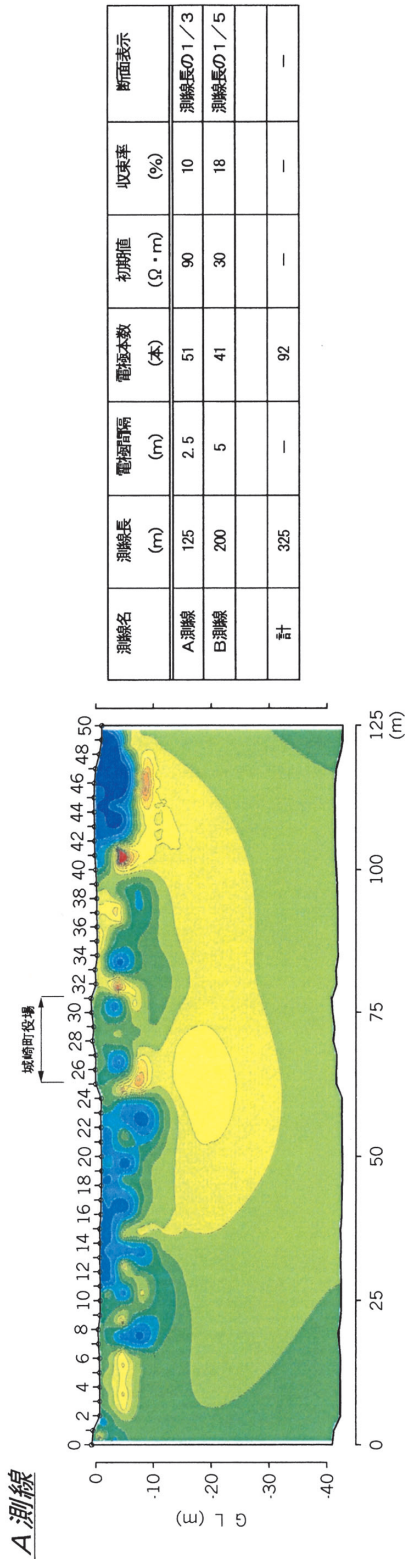 A測線
城崎町役場
0 2 4 6 8 10 12 14 16 18 20 22 24 26 28 30 32 34 36 38 40 42 44 46 48 50
0
-10
-20
-30
-40
G L (m)
0 25 50 75 100 125
(m)
測線名 測線長 (m) 電極間隔 (m) 電極本数 (本) 初期値 (Ω・m) 収束率 (%) 断面表示
A測線 125 2.5 51 90 10 測線長の1/3
B測線 200 5 41 30 18 測線長の1/5
計 325 — 92 — — —